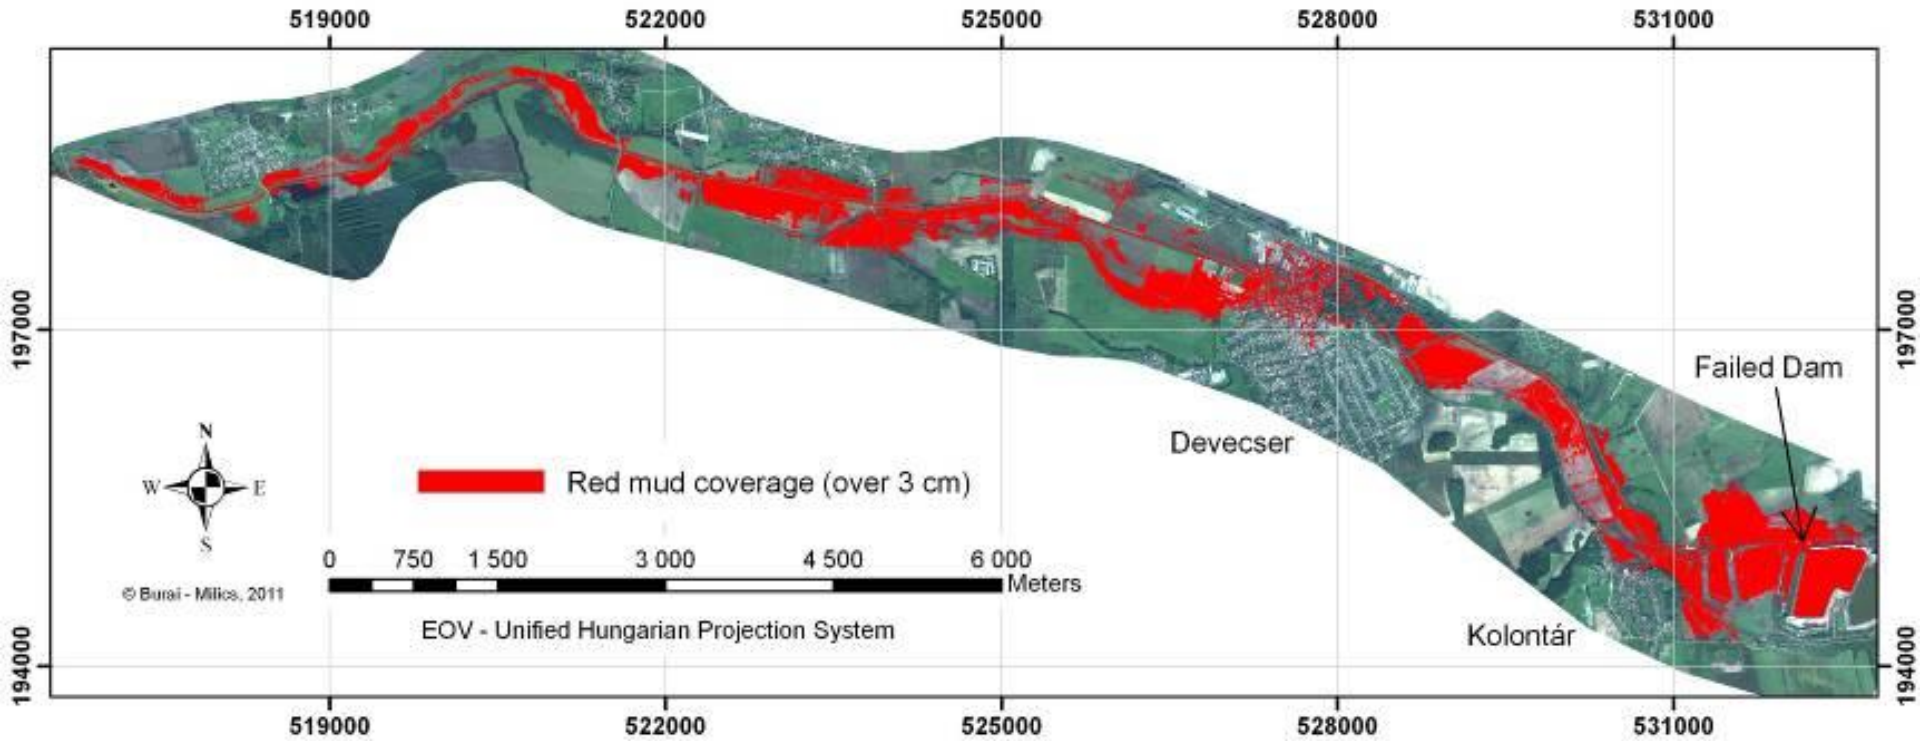 519000 522000 525000 528000 531000
197000 197000
Failed Dam
Devecser
N
W E
S
Red mud coverage (over 3 cm)
0 750 1 500 3 000 4 500 6 000
Meters
© Burai - Milics, 2011
EOV - Unified Hungarian Projection System
Kolontár
194000 194000
519000 522000 525000 528000 531000